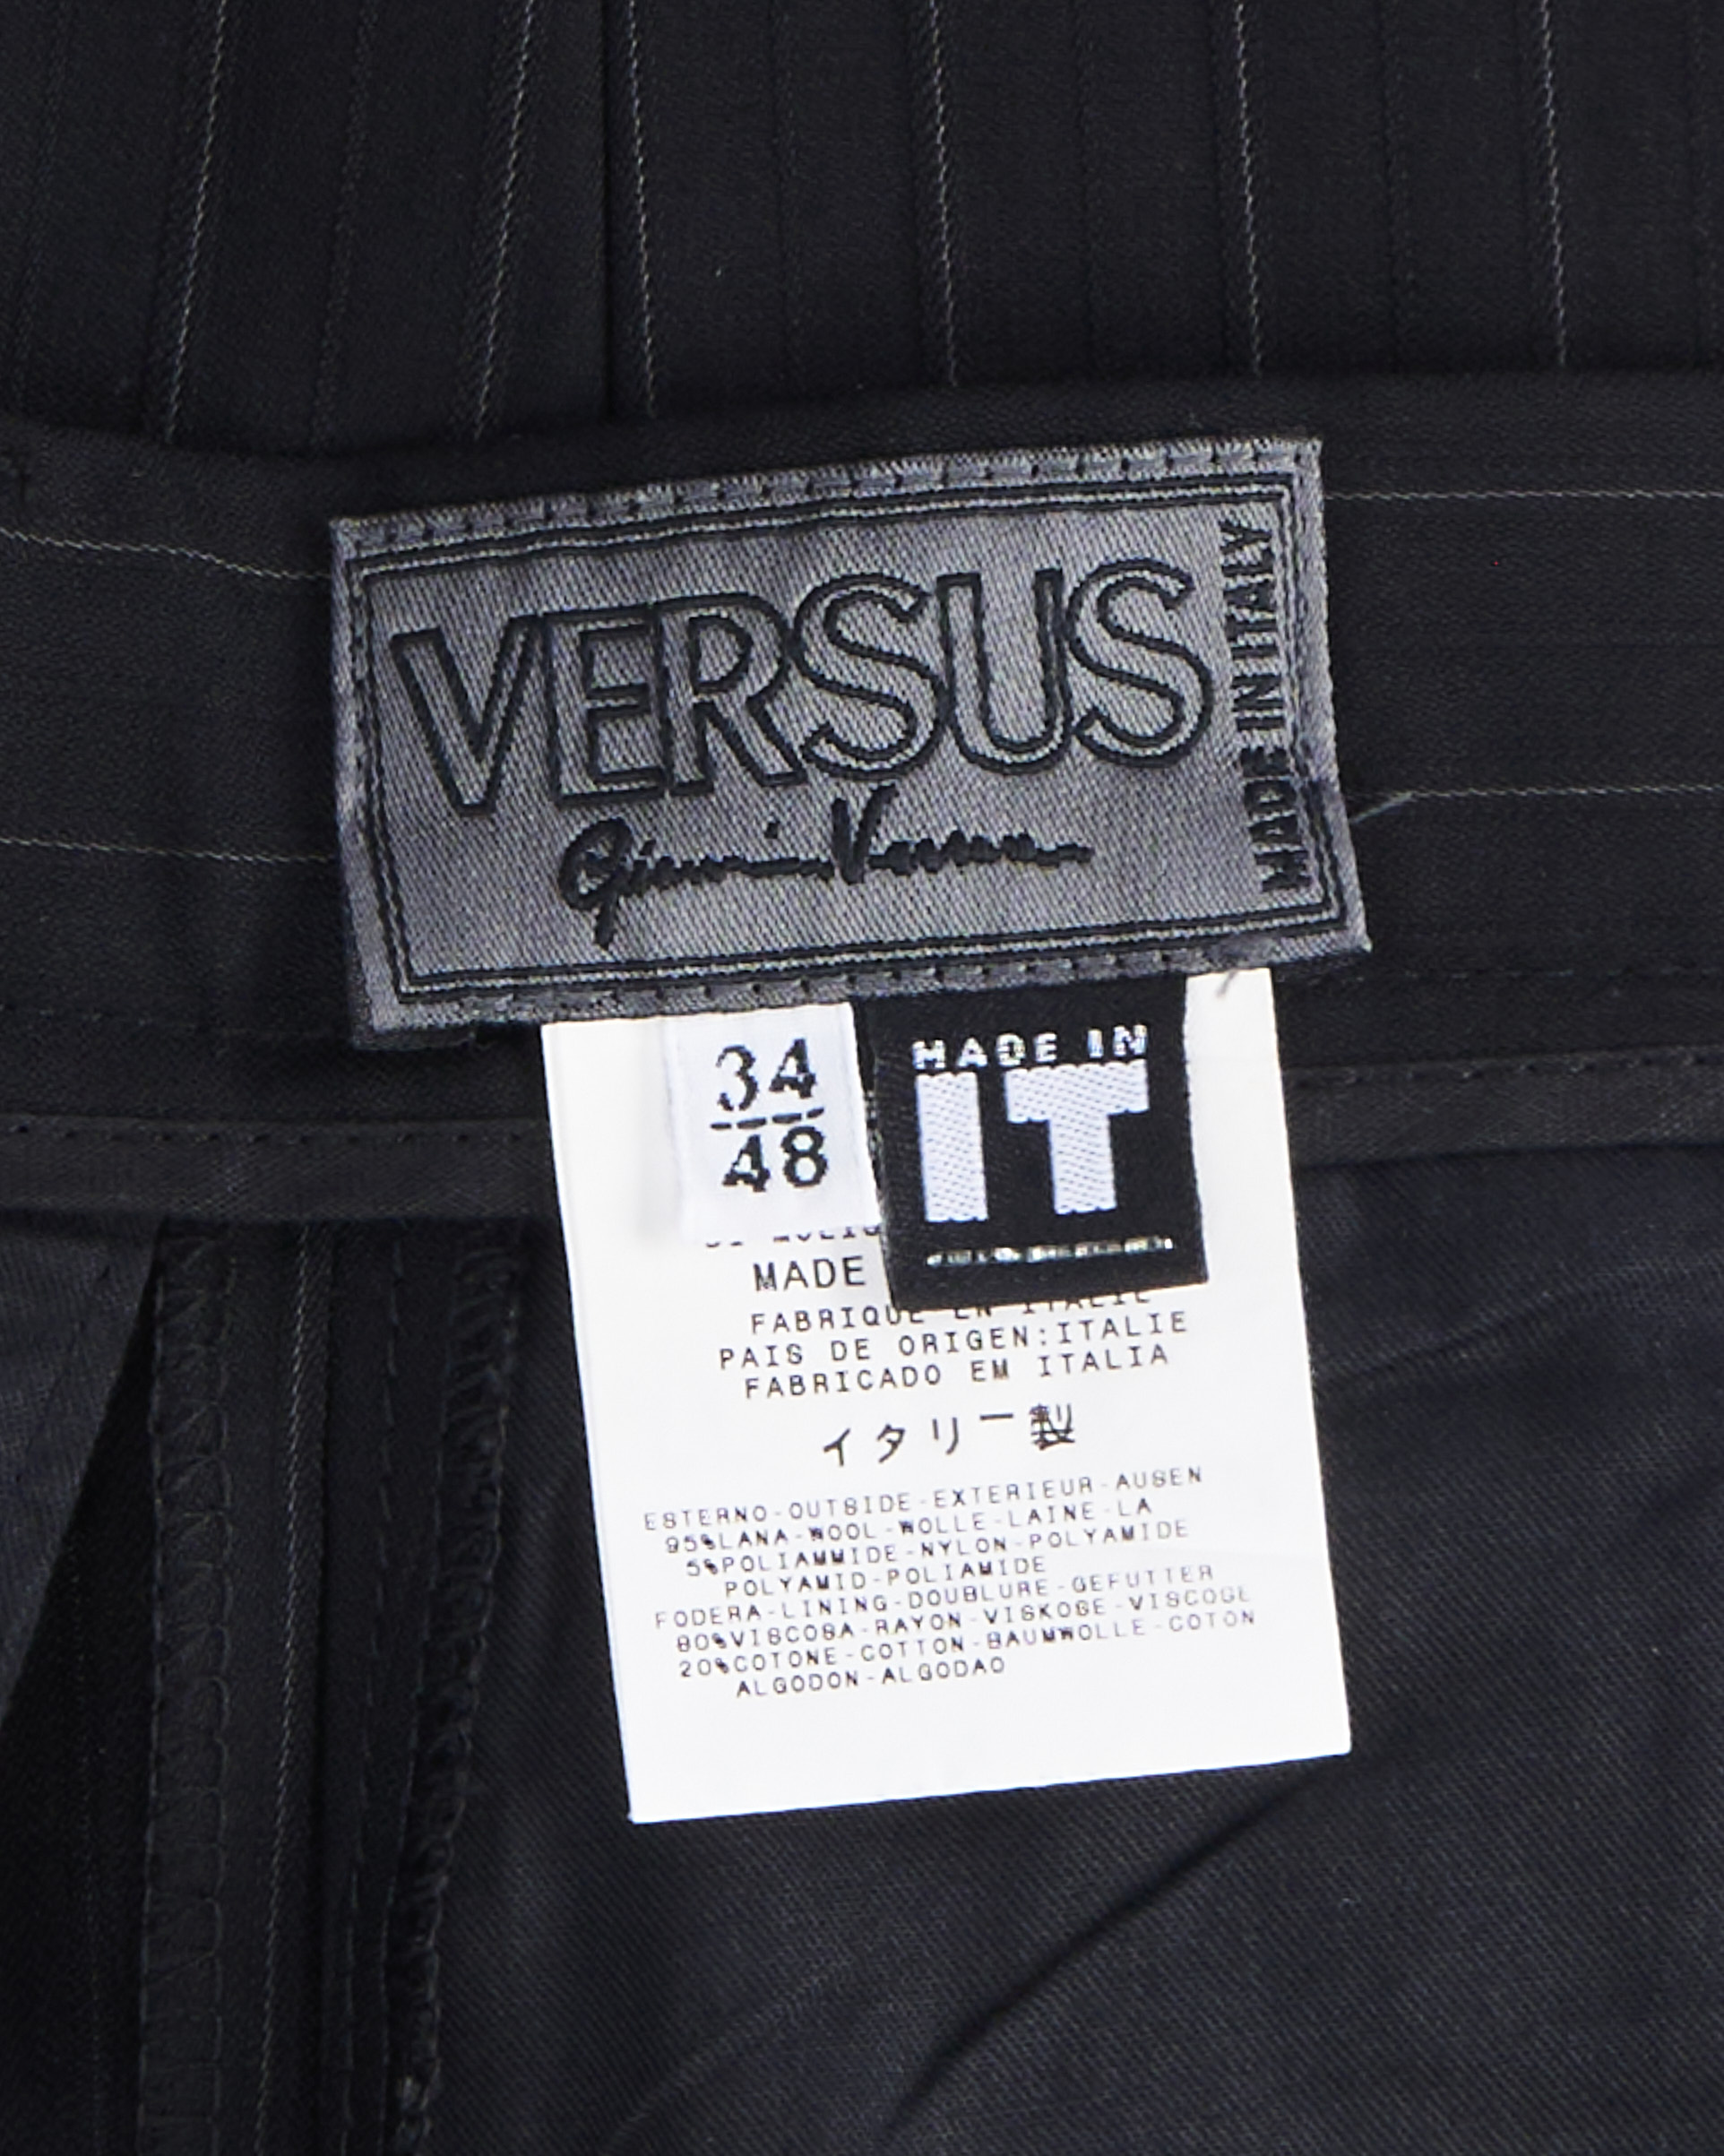 VERSUS
Gianni Versace
MADE IN ITALY
34
48
MADE IN
IT
MADE
FABRIQUE EN ITALIE
PAIS DE ORIGEN:ITALIE
FABRICADO EM ITALIA
イタリー製
ESTERNO-OUTSIDE-EXTERIEUR-AUSEN
95%LANA-WOOL-WOLLE-LAINE-LA
5%POLIAMMIDE-NYLON-POLYAMIDE
POLYAMID-POLIAMIDE
FODERA-LINING-DOUBLURE-GEFUTTER
80%VISCOSA-RAYON-VISKOSE-VISCOSE
20%COTONE-COTTON-BAUMWOLLE-COTON
ALGODON-ALGODAO